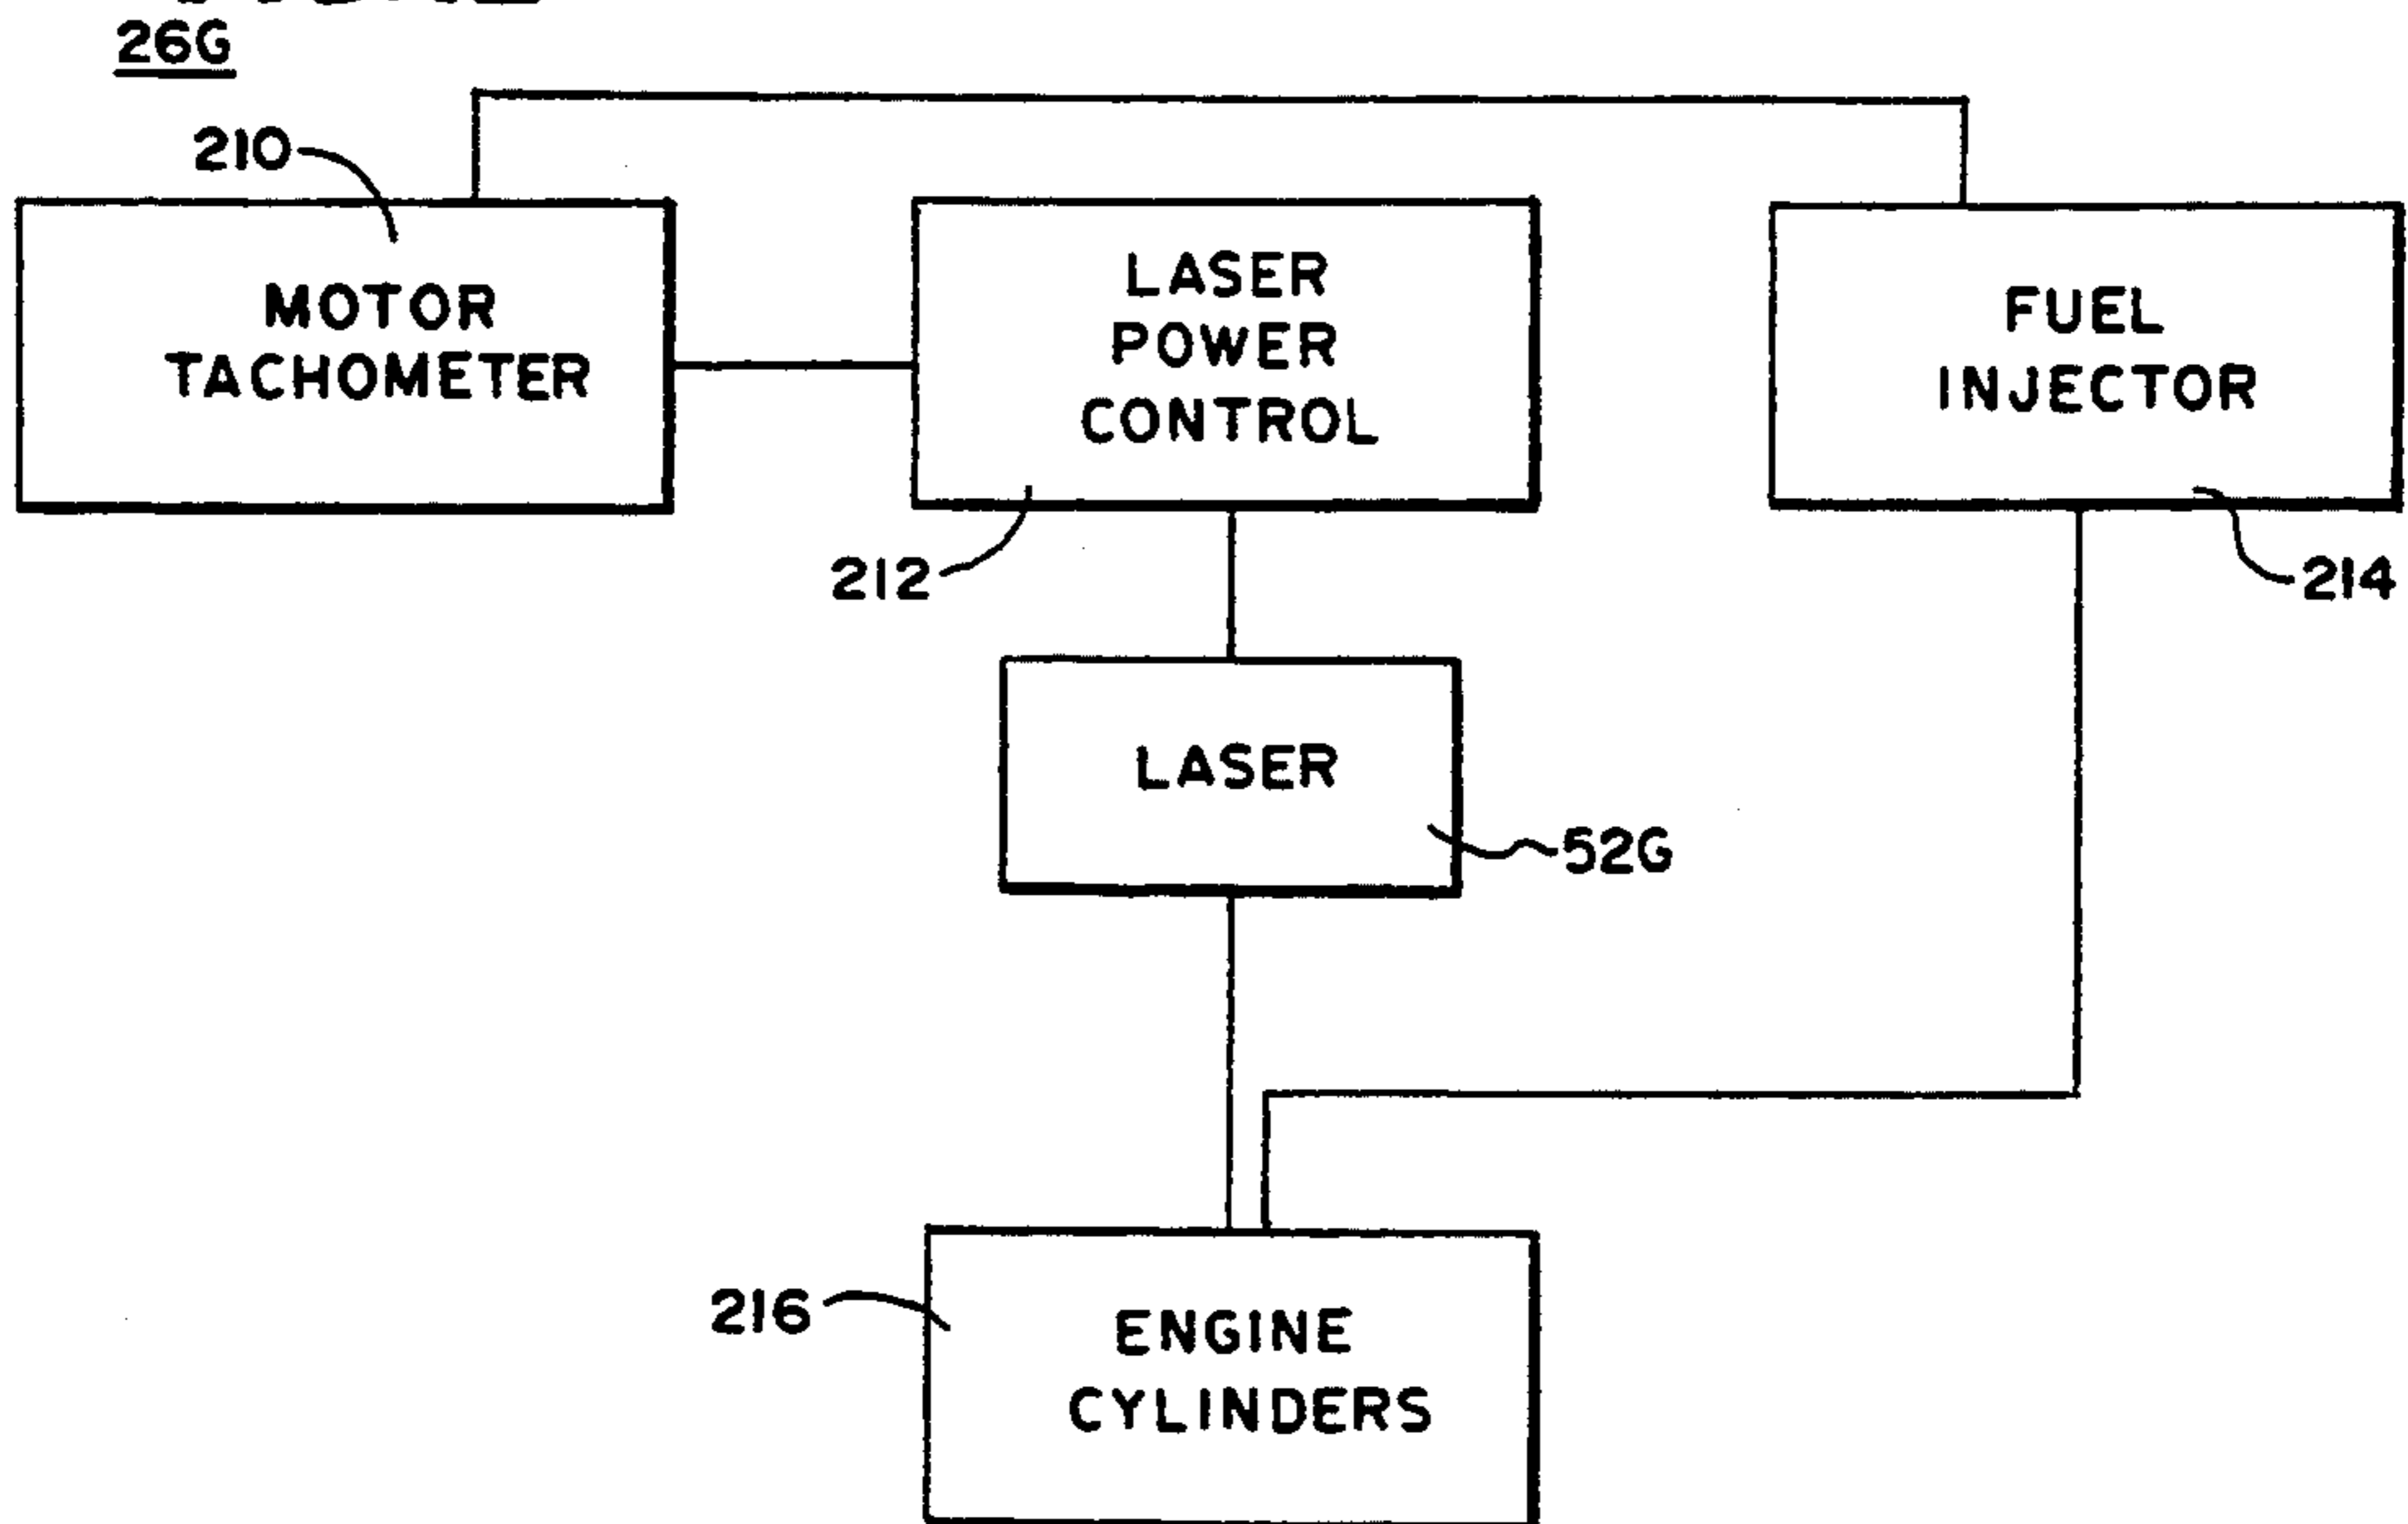 26G
210
MOTOR
TACHOMETER
LASER
POWER
CONTROL
FUEL
INJECTOR
212
214
LASER
52G
216
ENGINE
CYLINDERS